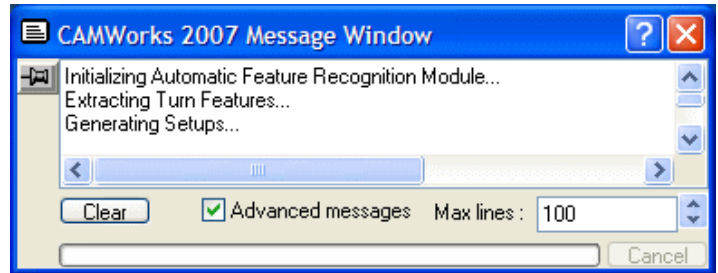 CAMWorks 2007 Message Window
Initializing Automatic Feature Recognition Module...
Extracting Turn Features...
Generating Setups...
Clear Advanced messages Max lines : 100
Cancel